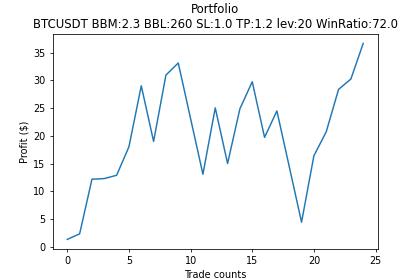 Portfolio
BTCUSDT BBM:2.3 BBL:260 SL:1.0 TP:1.2 lev:20 WinRatio:72.0
35
30
25
20
15
10
5
0
Profit ($)
0 5 10 15 20 25
Trade counts